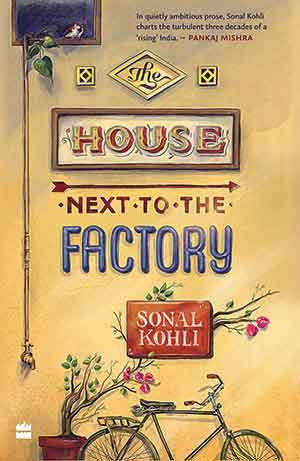 In quietly ambitious prose, Sonal Kohli
charts the turbulent three decades of a
'rising' India. — PANKAJ MISHRA
The
HOUSE
NEXT·TO·THE
FACTORY
SONAL
KOHLI